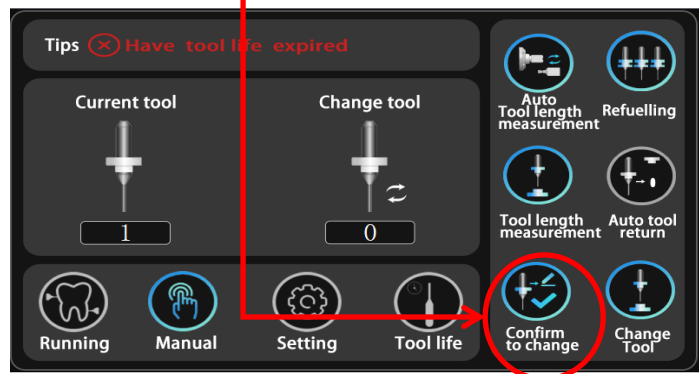 Tips Have tool life expired
Current tool
Change tool
1
0
Running
Manual
Setting
Tool life
Auto
Tool length
measurement
Refuelling
Tool length
measurement
Auto tool
return
Confirm
to change
Change
Tool